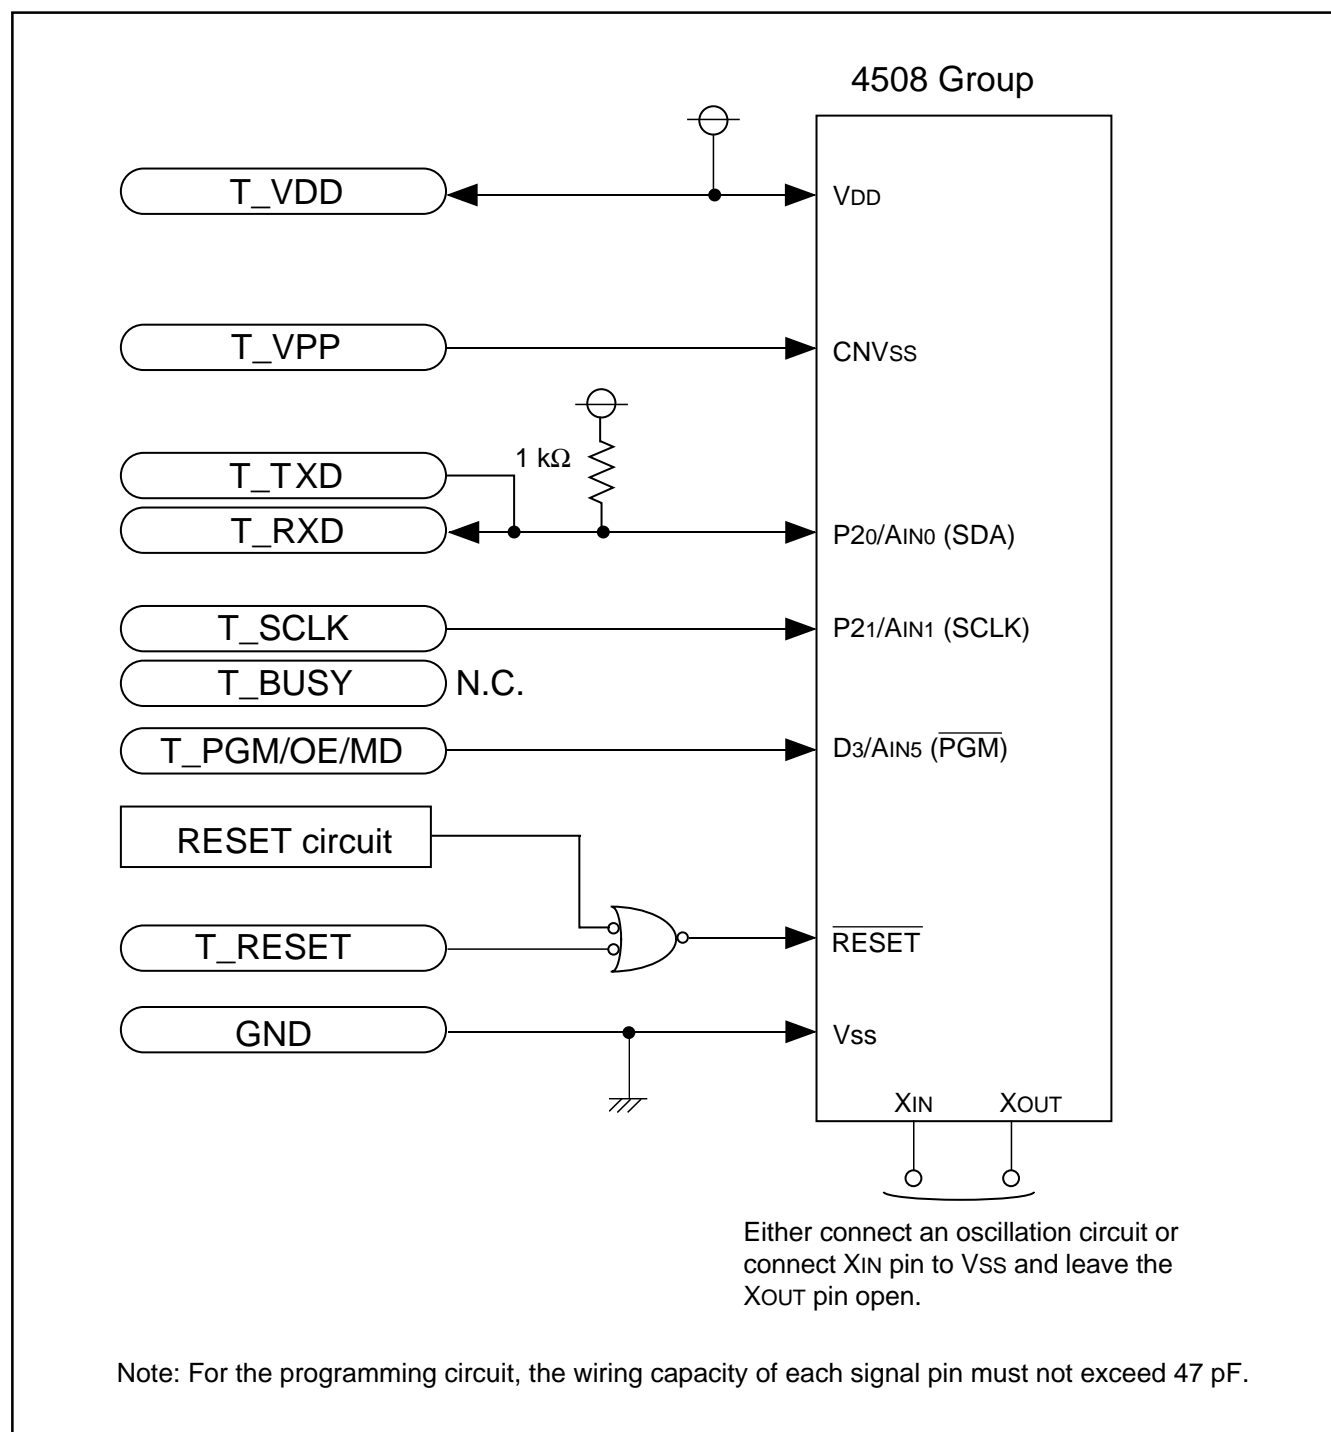 4508 Group
T_VDD
VDD
T_VPP
CNVss
1 kΩ
T_TXD
T_RXD
P20/AIN0 (SDA)
T_SCLK
P21/AIN1 (SCLK)
T_BUSY
N.C.
T_PGM/OE/MD
D3/AIN5 (PGM)
RESET circuit
T_RESET
RESET
GND
Vss
XIN
XOUT
Either connect an oscillation circuit or
connect XIN pin to VSS and leave the
XOUT pin open.
Note: For the programming circuit, the wiring capacity of each signal pin must not exceed 47 pF.